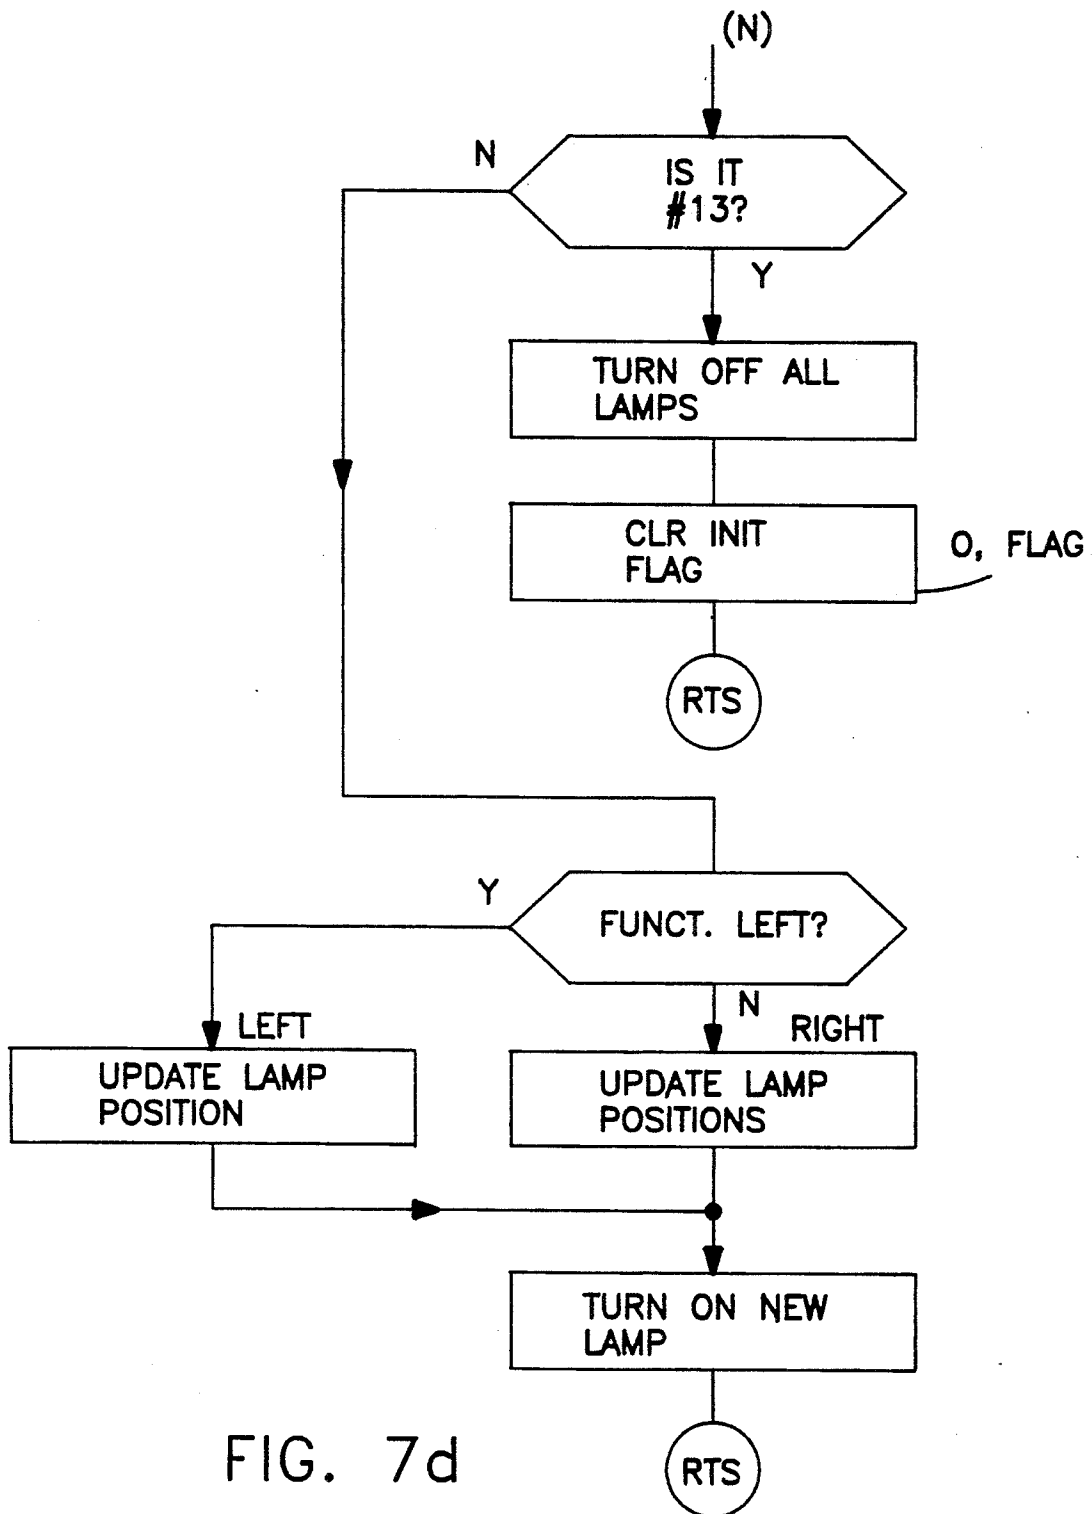 (N)
N
IS IT
#13?
Y
TURN OFF ALL
LAMPS
CLR INIT
FLAG
0, FLAG
RTS
Y
FUNCT. LEFT?
N
LEFT
RIGHT
UPDATE LAMP
POSITION
UPDATE LAMP
POSITIONS
TURN ON NEW
LAMP
RTS
FIG. 7d